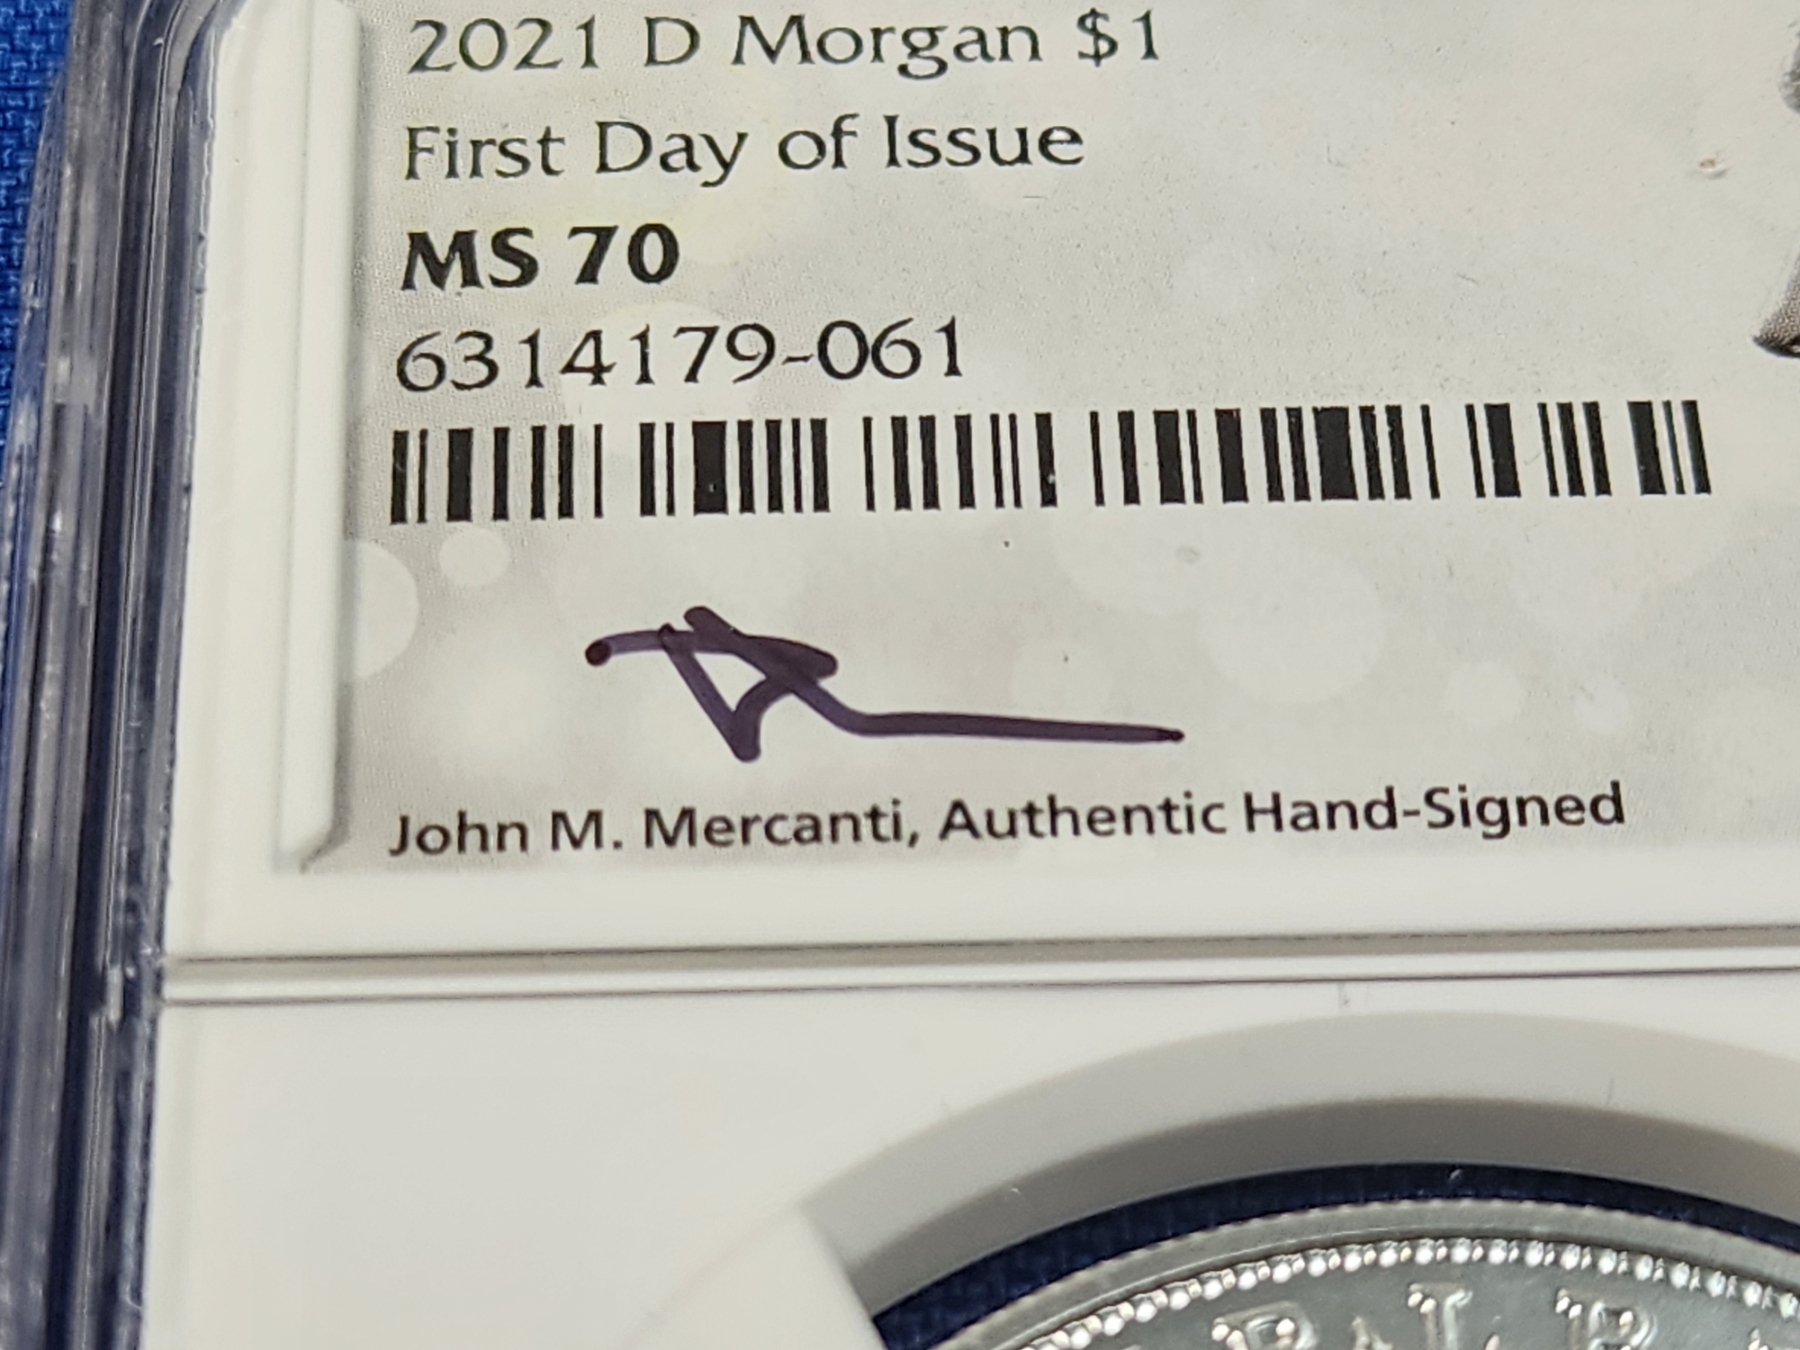 2021 D Morgan $1
First Day of Issue
MS 70
6314179-061
John M. Mercanti, Authentic Hand-Signed